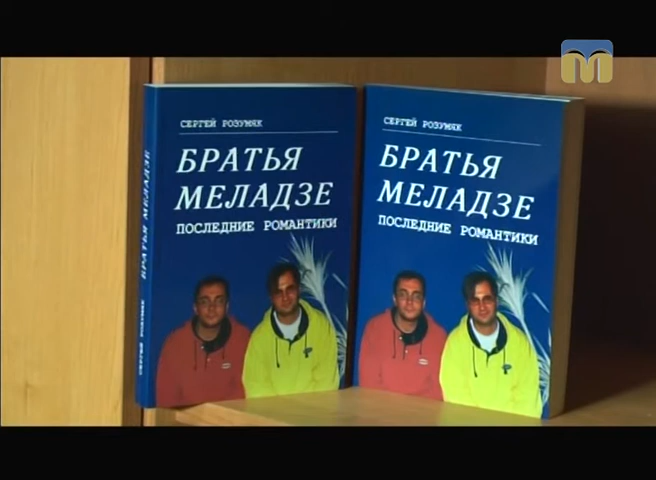 СЕРГЕЙ РОЗУМЯК
БРАТЬЯ
МЕЛАДЗЕ
ПОСЛЕДНИЕ РОМАНТИКИ
СЕРГЕЙ РОЗУМЯК БРАТЬЯ МЕЛАДЗЕ
СЕРГЕЙ РОЗУМЯК
БРАТЬЯ
МЕЛАДЗЕ
ПОСЛЕДНИЕ РОМАНТИКИ
M